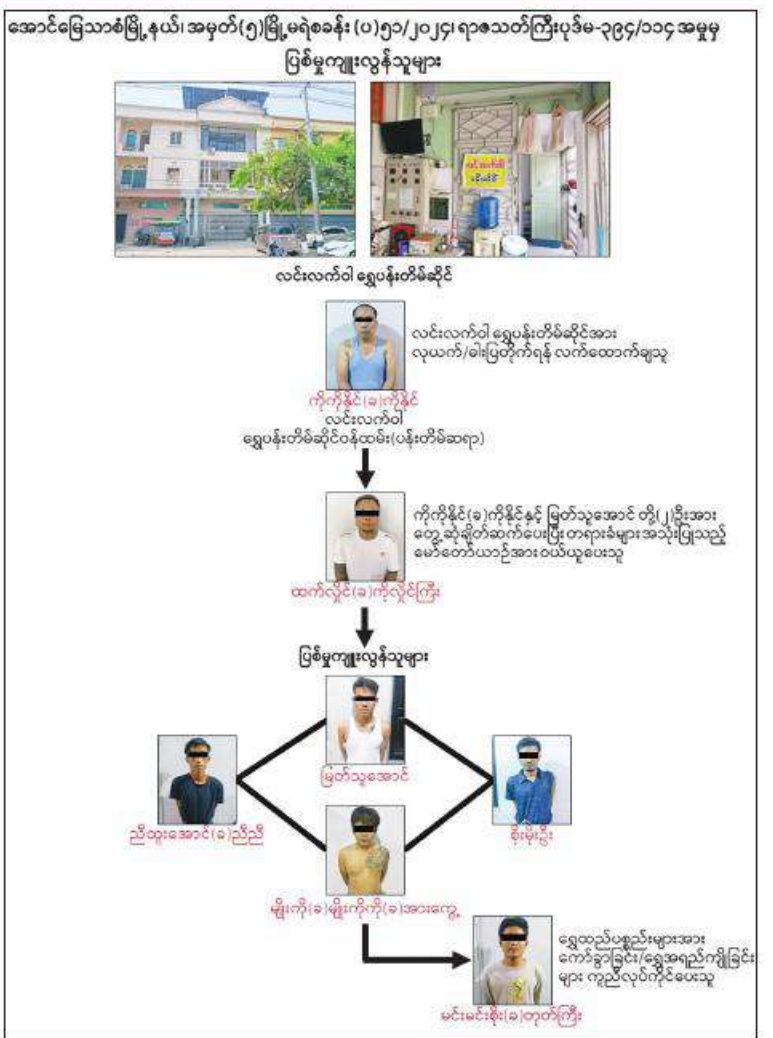 အောင်မြေသာစံမြို့နယ်၊ အမှတ်(၅)မြို့မရဲစခန်း (ပ)၅၁/၂၀၂၄၊ ရာဇသတ်ကြီးပုဒ်မ-၃၉၄/၁၁၄ အမှုမှ
ပြစ်မှုကျူးလွန်သူများ
လင်းလက်ဝါ ရွှေပန်းတိမ်ဆိုင်
လင်းလက်ဝါ ရွှေပန်းတိမ်ဆိုင်အား
လုယက်/ဓါးပြတိုက်ရန် လက်ထောက်ချသူ
ကိုကိုနိုင်(ခ)ကိုနိုင်
လင်းလက်ဝါ
ရွှေပန်းတိမ်ဆိုင်ဝန်ထမ်း(ပန်းတိမ်ဆရာ)
ကိုကိုနိုင်(ခ)ကိုနိုင်နှင့် မြတ်သူအောင် တို့(၂)ဦးအား
တွေ့ဆုံချိတ်ဆက်ပေးပြီး တရားခံများ အသုံးပြုသည့်
မော်တော်ယာဉ်အား ဝယ်ယူပေးသူ
ထက်လှိုင်(ခ)ကိုလှိုင်ကြီး
ပြစ်မှုကျူးလွန်သူများ
မြတ်သူအောင်
ညီထူးအောင်(ခ)ညီညီ
စိုးမိုးဦး
မျိုးကို(ခ)မျိုးကိုကို(ခ)အားကွေ့
ရွှေထည်ပစ္စည်းများအား
ကော်ခွာခြင်း/ရွှေအရည်ကျိုခြင်း
များ ကူညီလုပ်ကိုင်ပေးသူ
မင်းမင်းစိုး(ခ)တုတ်ကြီး